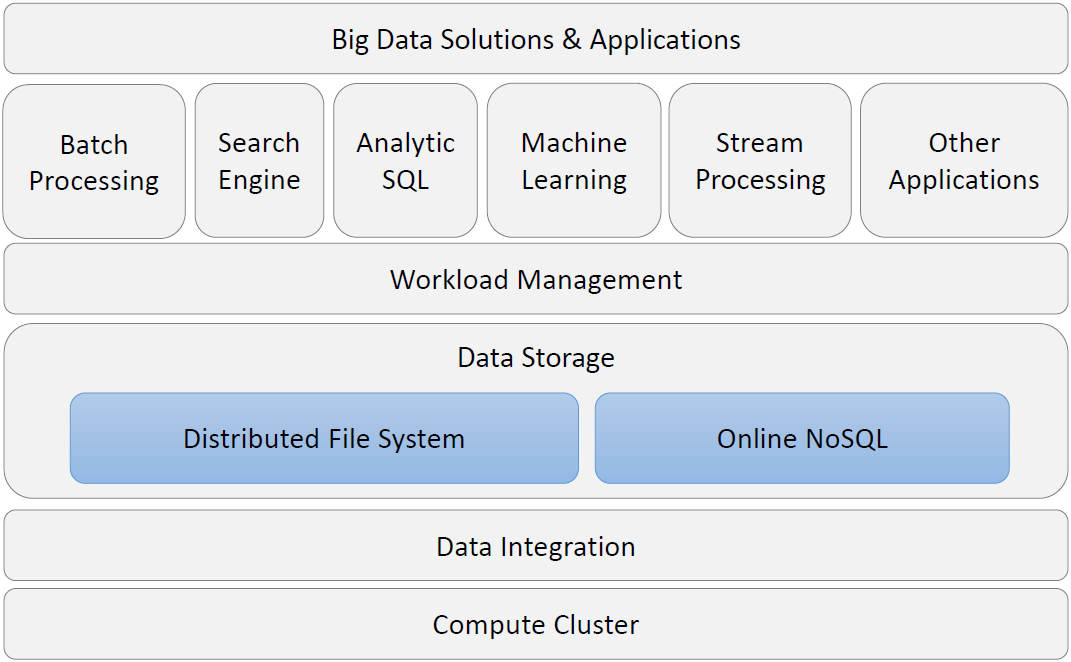 Big Data Solutions & Applications
Batch
Processing
Search
Engine
Analytic
SQL
Machine
Learning
Stream
Processing
Other
Applications
Workload Management
Data Storage
Distributed File System
Online NoSQL
Data Integration
Compute Cluster